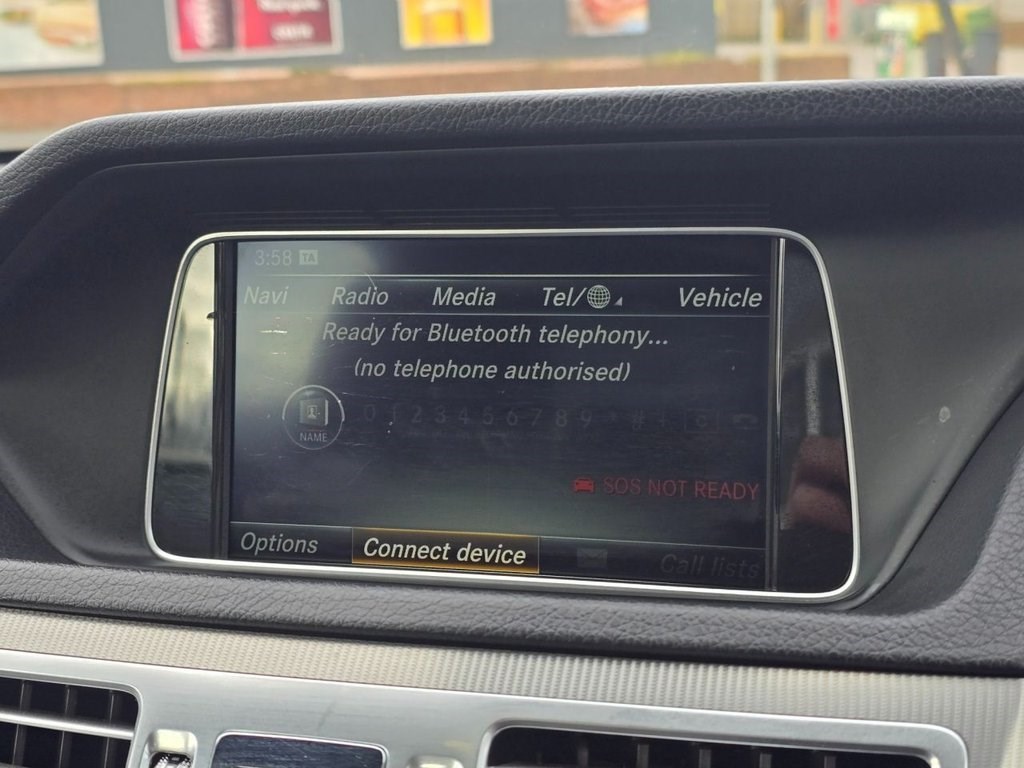 3:58 TA
Navi Radio Media Tel/ Vehicle
Ready for Bluetooth telephony...
(no telephone authorised)
0 1 2 3 4 5 6 7 8 9 * # +
NAME
SOS NOT READY
Options Connect device Call lists